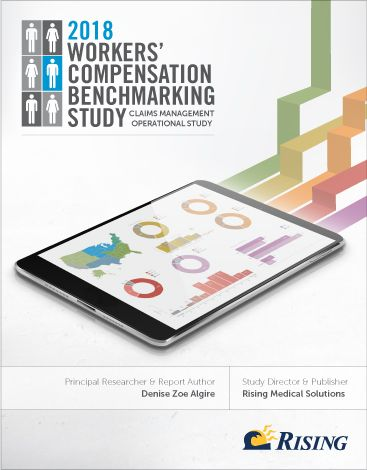 2018
WORKERS'
COMPENSATION
BENCHMARKING
STUDY CLAIMS MANAGEMENT
OPERATIONAL STUDY
Principal Researcher & Report Author
Denise Zoe Algire
Study Director & Publisher
Rising Medical Solutions
RISING